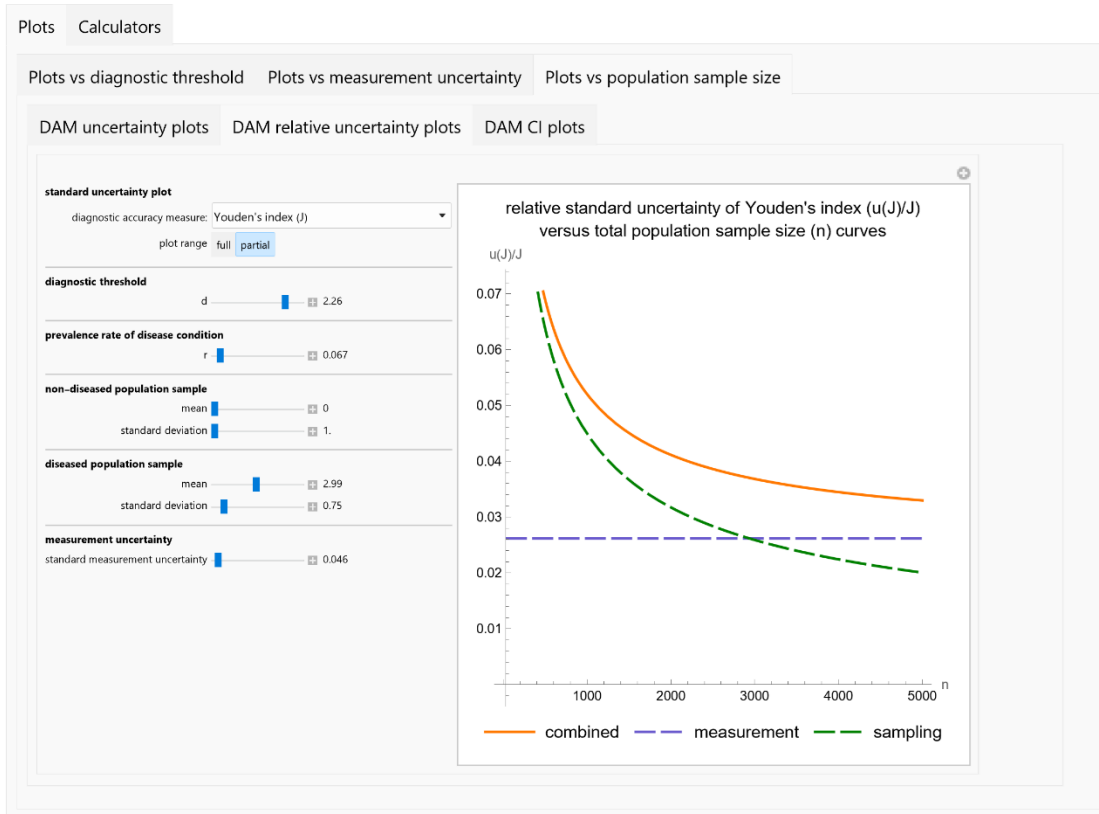 Plots Calculators
Plots vs diagnostic threshold Plots vs measurement uncertainty Plots vs population sample size
DAM uncertainty plots DAM relative uncertainty plots DAM CI plots
standard uncertainty plot
diagnostic accuracy measure: Youden's index (J)
plot range full partial
diagnostic threshold
d 2.26
prevalence rate of disease condition
r 0.067
non-diseased population sample
mean 0
standard deviation 1.
diseased population sample
mean 2.99
standard deviation 0.75
measurement uncertainty
standard measurement uncertainty 0.046
relative standard uncertainty of Youden's index (u(J)/J)
versus total population sample size (n) curves
u(J)/J
0.07
0.06
0.05
0.04
0.03
0.02
0.01
1000 2000 3000 4000 5000 n
combined measurement sampling